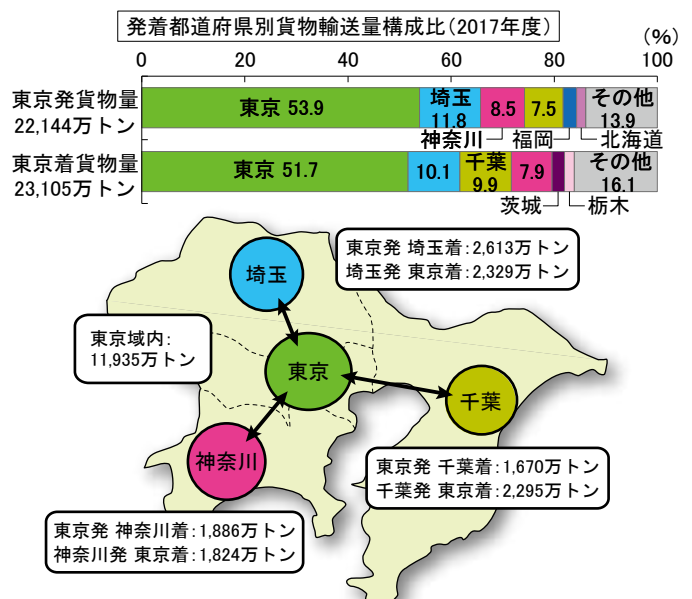 発着都道府県別貨物輸送量構成比(2017年度)
(%)
0 20 40 60 80 100
東京発貨物量
22,144万トン
東京 53.9
埼玉
11.8
8.5
7.5
その他
13.9
神奈川
福岡
北海道
東京着貨物量
23,105万トン
東京 51.7
10.1
千葉
9.9
7.9
その他
16.1
茨城
栃木
東京発 埼玉着:2,613万トン
埼玉発 東京着:2,329万トン
埼玉
東京域内:
11,935万トン
東京
千葉
神奈川
東京発 千葉着:1,670万トン
千葉発 東京着:2,295万トン
東京発 神奈川着:1,886万トン
神奈川発 東京着:1,824万トン